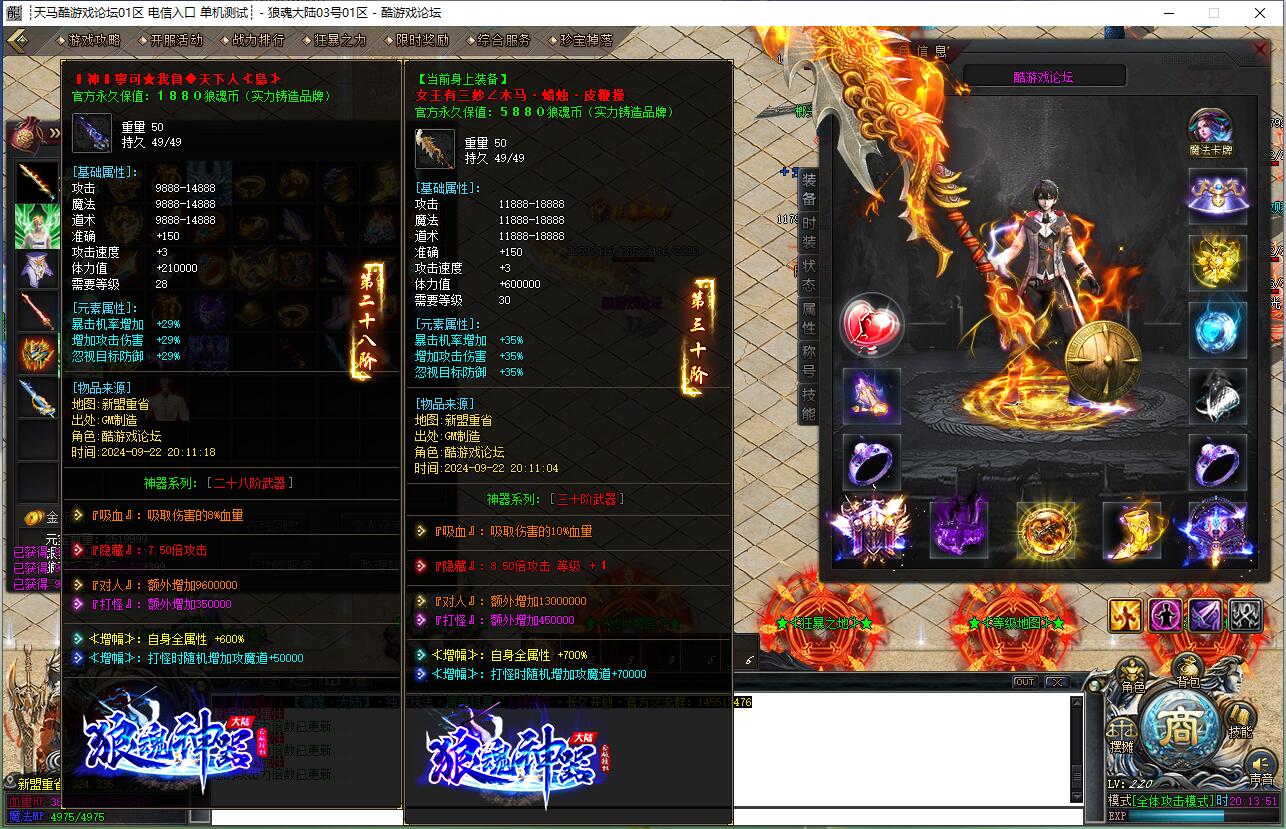 天马酷游戏论坛01区 电信入口 单机测试 - 狼魂大陆03号01区 - 酷游戏论坛
游戏攻略 开服活动 战力排行 狂暴之力 限时奖励 综合服务 珍宝掉落
『神』寧可★我負◆天下人≮鳥≯
官方永久保值：１８８０狼魂币（实力铸造品牌）
重量 50
持久 49/49
[基础属性]:
攻击 9888-14888
魔法 9888-14888
道术 9888-14888
准确 +150
攻击速度 +3
体力值 +210000
需要等级 28
[元素属性]:
暴击机率增加 +29%
增加攻击伤害 +29%
忽视目标防御 +29%
第二十八阶
[物品来源]
地图:新盟重省
出处:GM制造
角色:酷游戏论坛
时间:2024-09-22 20:11:18
神器系列: [二十八阶武器]
『吸血』: 吸取伤害的8%血量
『隐藏』: 7.50倍攻击
『对人』: 额外增加9600000
『打怪』: 额外增加350000
≮增幅≯: 自身全属性 +600%
≮增幅≯: 打怪时随机增加攻魔道+50000
狼魂神器
大陆
【当前身上装备】
女王有三妙∠木马·蜡烛·皮鞭操
官方永久保值：５８８０狼魂币（实力铸造品牌）
重量 50
持久 49/49
[基础属性]:
攻击 11888-18888
魔法 11888-18888
道术 11888-18888
准确 +150
攻击速度 +3
体力值 +600000
需要等级 30
[元素属性]:
暴击机率增加 +35%
增加攻击伤害 +35%
忽视目标防御 +35%
第三十阶
[物品来源]
地图:新盟重省
出处:GM制造
角色:酷游戏论坛
时间:2024-09-22 20:11:04
神器系列: [三十阶武器]
『吸血』: 吸取伤害的10%血量
『隐藏』: 8.50倍攻击 等级 +1
『对人』: 额外增加13000000
『打怪』: 额外增加450000
≮增幅≯: 自身全属性 +700%
≮增幅≯: 打怪时随机增加攻魔道+70000
狼魂神器
大陆
信息
酷游戏论坛
魔法卡牌
装备
时装
状态
属性
称号
技能
★≮狂暴之地≯★
★≮等级地图≯★
OUT
角色
背包
摆摊
商
技能
声音
LV: 220
模式[全体攻击模式]时20:13:51
EXP
已获得
已获得
已获得
新盟重省
血量HP
魔法MP 4975/4975